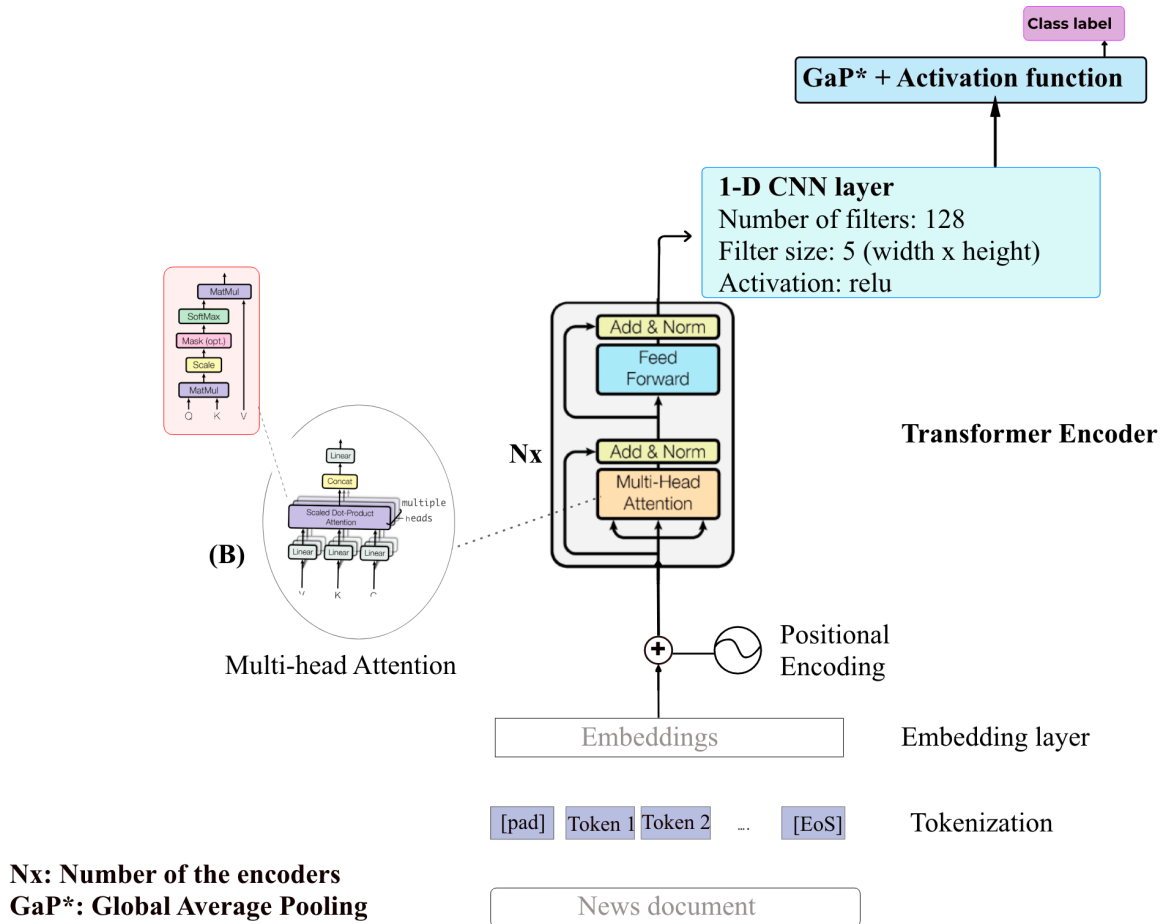 Class label
GaP* + Activation function
1-D CNN layer
Number of filters: 128
Filter size: 5 (width x height)
Activation: relu
MatMul
SoftMax
Mask (opt.)
Scale
MatMul
Q K V
Add & Norm
Feed
Forward
Add & Norm
Multi-Head
Attention
Nx
Transformer Encoder
Linear
Concat
Scaled Dot-Product
Attention
multiple
heads
Linear Linear Linear
K
(B)
Multi-head Attention
Positional
Encoding
Embeddings
Embedding layer
[pad] Token 1 Token 2 .... [EoS]
Tokenization
Nx: Number of the encoders
GaP*: Global Average Pooling
News document